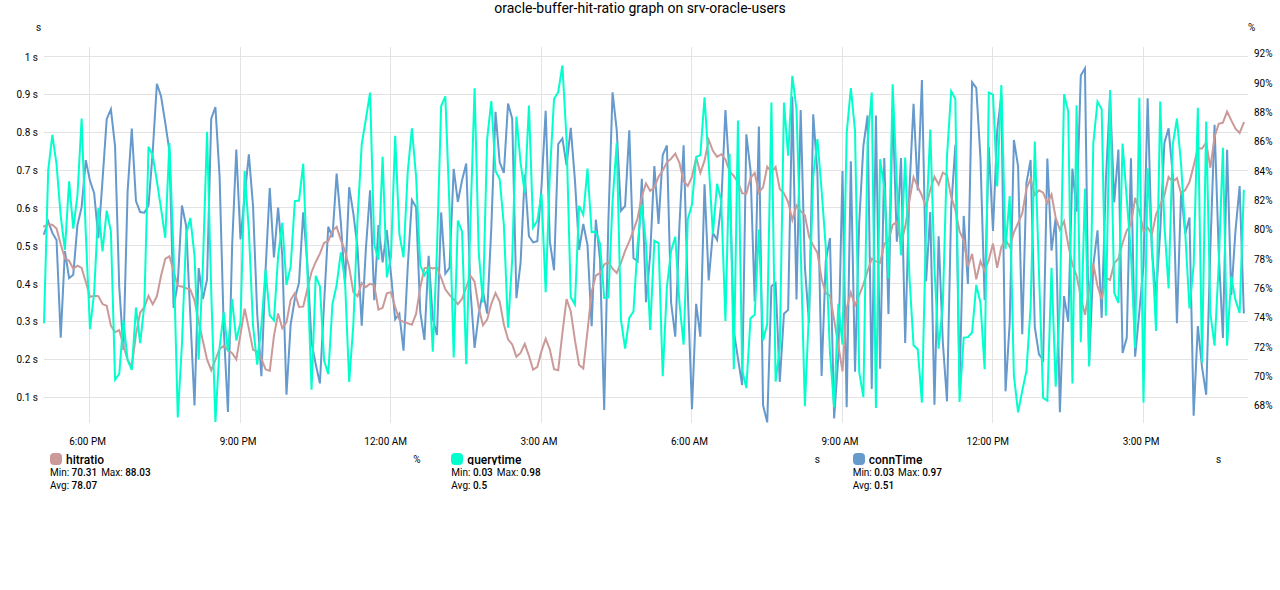 oracle-buffer-hit-ratio graph on srv-oracle-users
s %
1 s 92%
0.9 s 90%
0.8 s 88%
0.7 s 86%
0.6 s 84%
0.5 s 82%
0.4 s 80%
0.3 s 78%
0.2 s 76%
0.1 s 74%
72%
70%
68%
6:00 PM 9:00 PM 12:00 AM 3:00 AM 6:00 AM 9:00 AM 12:00 PM 3:00 PM
hitratio % querytime s connTime s
Min: 70.31 Max: 88.03 Min: 0.03 Max: 0.98 Min: 0.03 Max: 0.97
Avg: 78.07 Avg: 0.5 Avg: 0.51